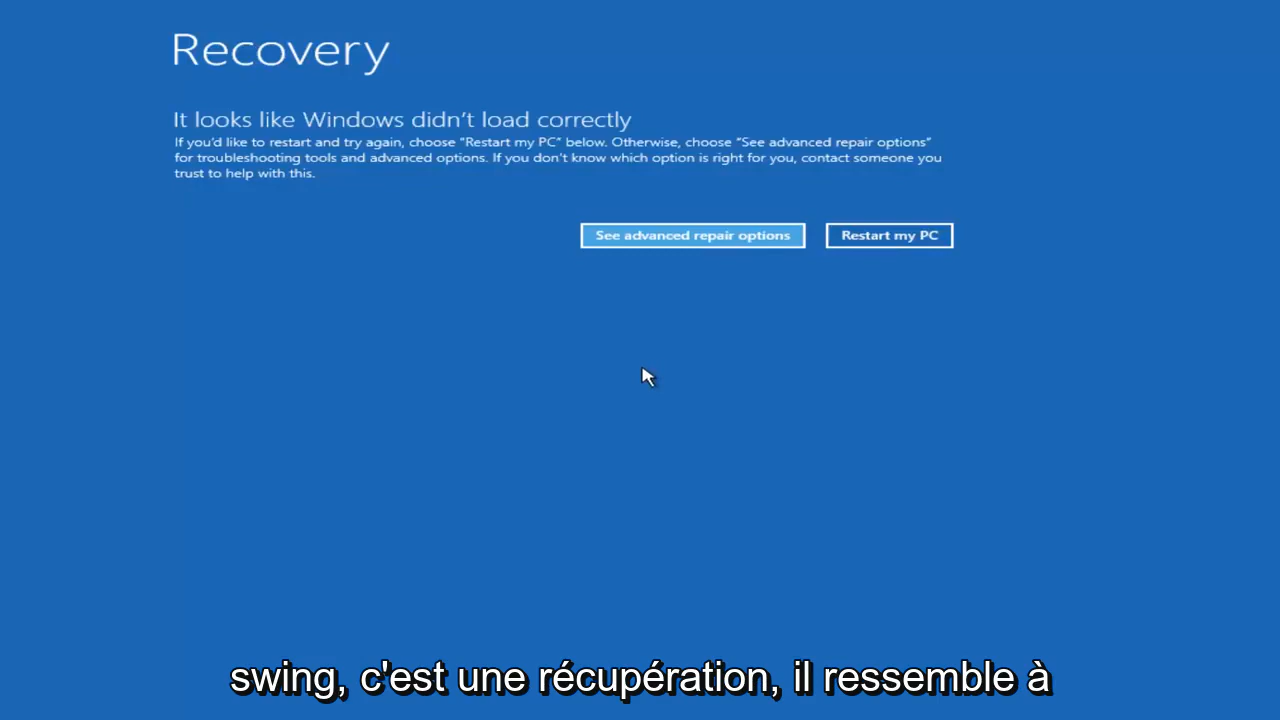 Recovery
It looks like Windows didn't load correctly
If you'd like to restart and try again, choose "Restart my PC" below. Otherwise, choose "See advanced repair options"
for troubleshooting tools and advanced options. If you don't know which option is right for you, contact someone you
trust to help with this.
See advanced repair options Restart my PC
swing, c'est une récupération, il ressemble à